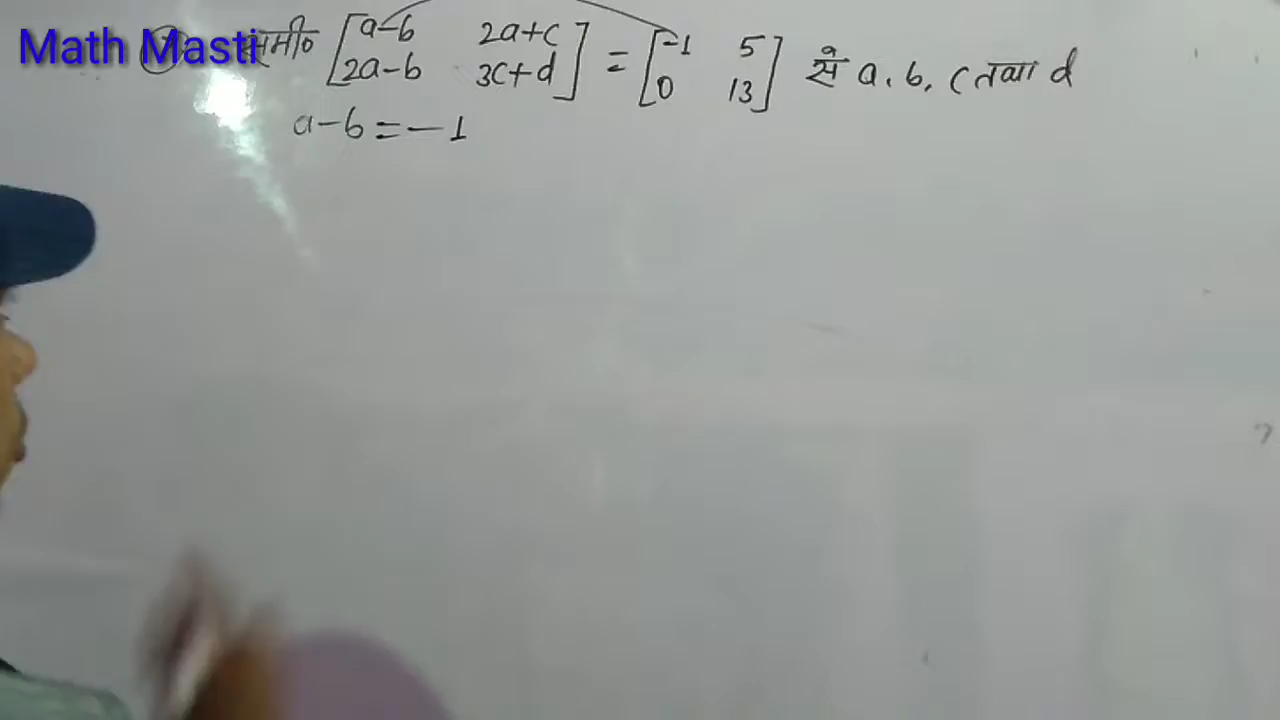 Math Masti
समी० [a-b 2a+c] = [-1 5] से a, b, c तथा d
[2a-b 3c+d] [0 13]
a-b=-1